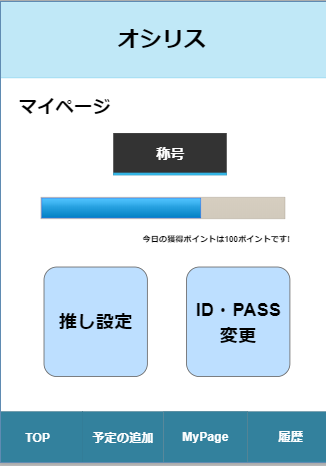 オシリス
マイページ
称号
今日の獲得ポイントは100ポイントです!
推し設定
ID・PASS
変更
TOP
予定の追加
MyPage
履歴